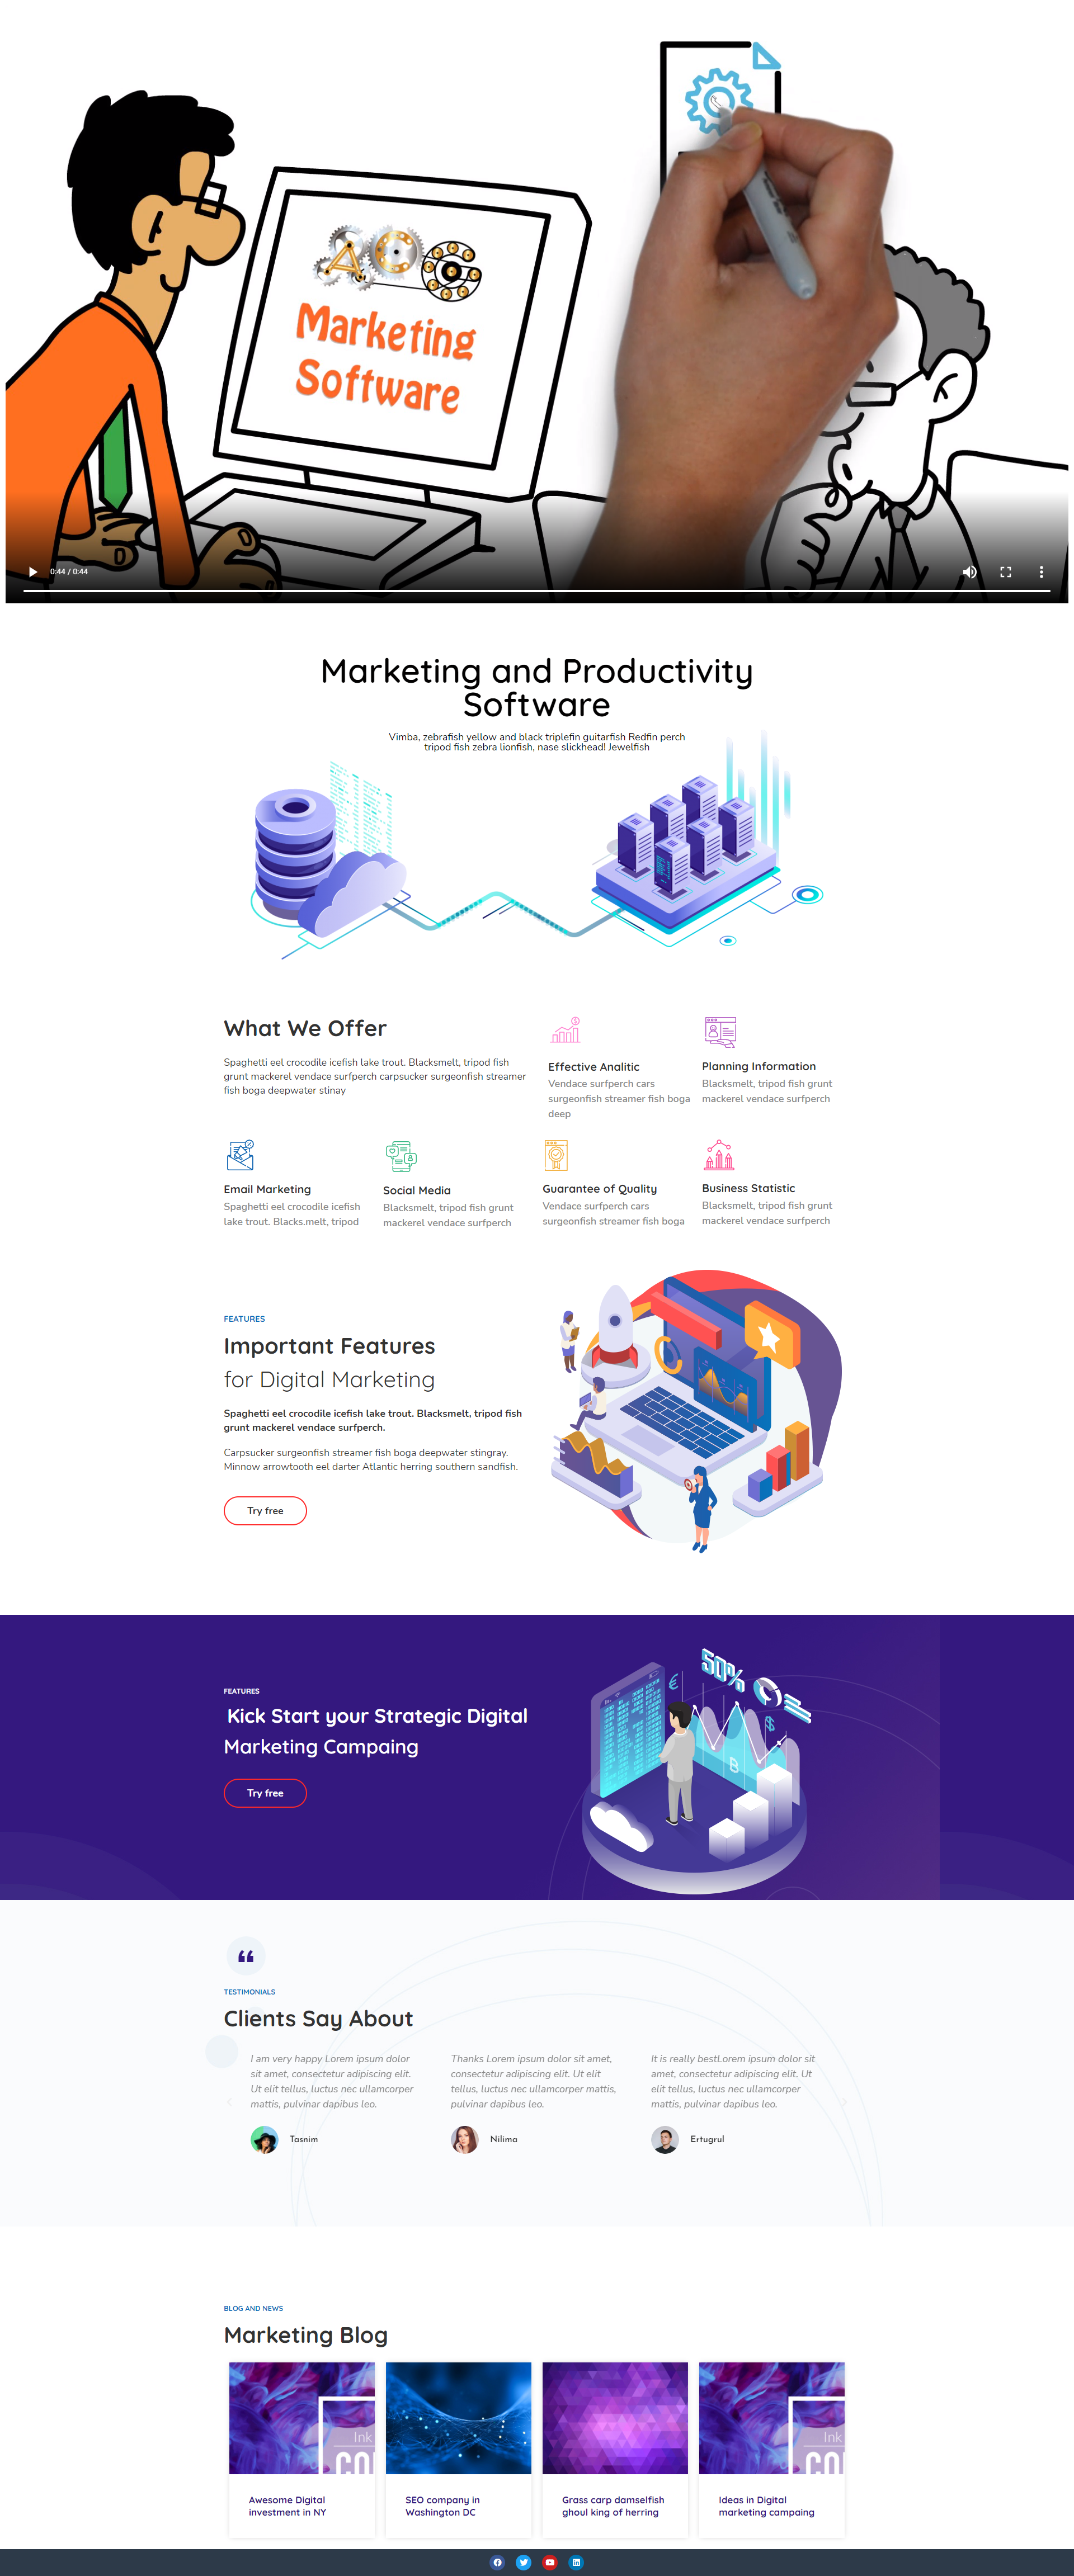 AOC
Marketing
Software
0:44 / 0:44
Marketing and Productivity
Software
Vimba, zebrafish yellow and black triplefin guitarfish Redfin perch
tripod fish zebra lionfish, nase slickhead! Jewelfish
What We Offer
Spaghetti eel crocodile icefish lake trout. Blacksmelt, tripod fish
grunt mackerel vendace surfperch carpsucker surgeonfish streamer
fish boga deepwater stinay
Effective Analitic
Vendace surfperch cars
surgeonfish streamer fish boga
deep
Planning Information
Blacksmelt, tripod fish grunt
mackerel vendace surfperch
Email Marketing
Spaghetti eel crocodile icefish
lake trout. Blacks.melt, tripod
Social Media
Blacksmelt, tripod fish grunt
mackerel vendace surfperch
Guarantee of Quality
Vendace surfperch cars
surgeonfish streamer fish boga
Business Statistic
Blacksmelt, tripod fish grunt
mackerel vendace surfperch
FEATURES
Important Features
for Digital Marketing
Spaghetti eel crocodile icefish lake trout. Blacksmelt, tripod fish
grunt mackerel vendace surfperch.
Carpsucker surgeonfish streamer fish boga deepwater stingray.
Minnow arrowtooth eel darter Atlantic herring southern sandfish.
Try free
FEATURES
Kick Start your Strategic Digital
Marketing Campaing
Try free
50%
€
$
B
TESTIMONIALS
Clients Say About
I am very happy Lorem ipsum dolor
sit amet, consectetur adipiscing elit.
Ut elit tellus, luctus nec ullamcorper
mattis, pulvinar dapibus leo.
Tasnim
Thanks Lorem ipsum dolor sit amet,
consectetur adipiscing elit. Ut elit
tellus, luctus nec ullamcorper mattis,
pulvinar dapibus leo.
Nilima
It is really bestLorem ipsum dolor sit
amet, consectetur adipiscing elit. Ut
elit tellus, luctus nec ullamcorper
mattis, pulvinar dapibus leo.
Ertugrul
BLOG AND NEWS
Marketing Blog
Ink
COI
Ink
COI
Awesome Digital
investment in NY
SEO company in
Washington DC
Grass carp damselfish
ghoul king of herring
Ideas in Digital
marketing campaing